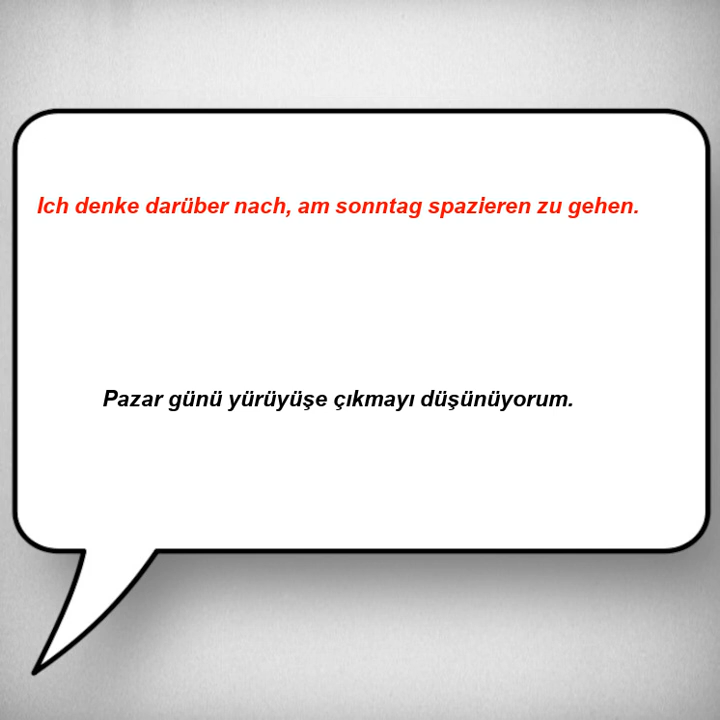 Ich denke darüber nach, am sonntag spazieren zu gehen.
Pazar günü yürüyüşe çıkmayı düşünüyorum.